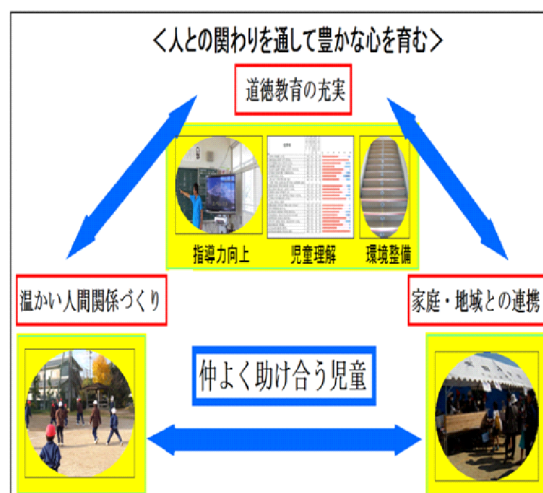 ＜人との関わりを通して豊かな心を育む＞
道徳教育の充実
指導力向上 児童理解 環境整備
温かい人間関係づくり
家庭・地域との連携
仲よく助け合う児童